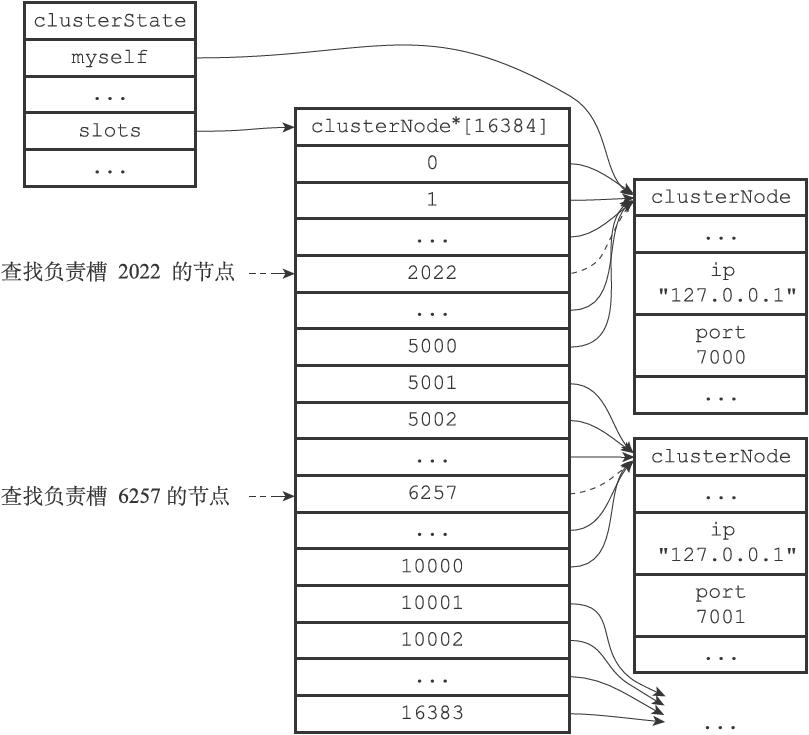 clusterState
myself
...
slots
...
clusterNode*[16384]
0
1
...
查找负责槽 2022 的节点
2022
...
5000
5001
5002
...
查找负责槽 6257 的节点
6257
...
10000
10001
10002
...
16383
clusterNode
...
ip
"127.0.0.1"
port
7000
...
clusterNode
...
ip
"127.0.0.1"
port
7001
...
...